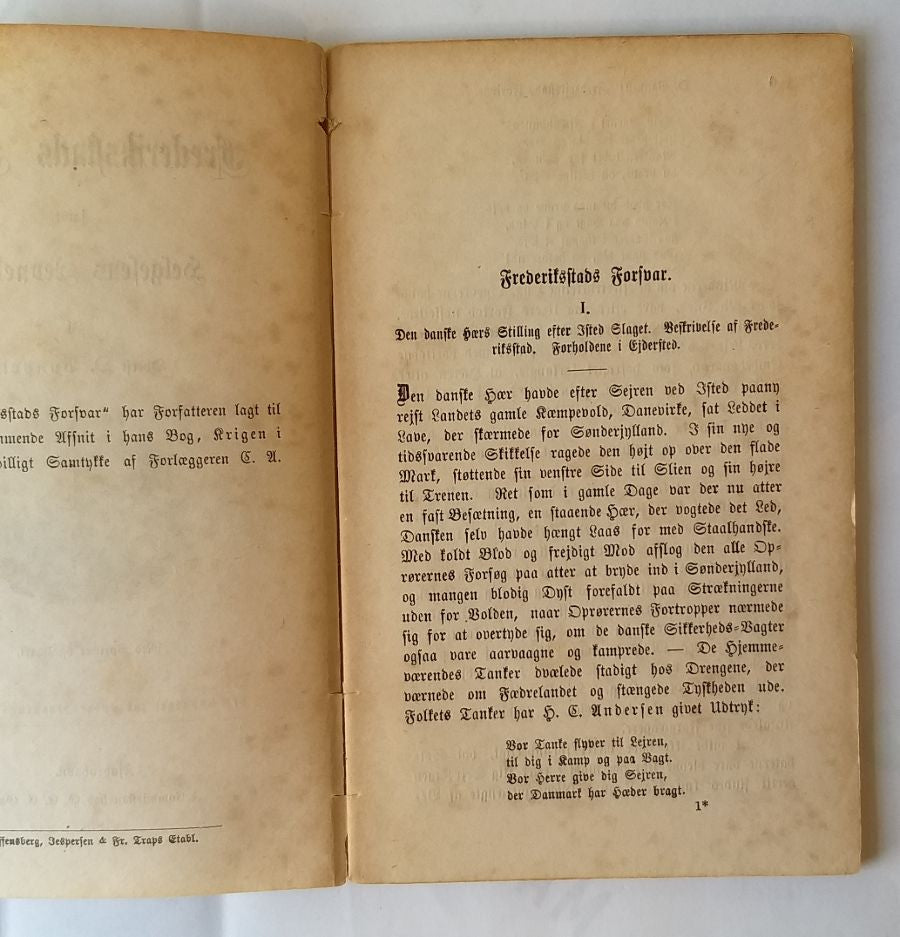 sstads Forsvar“ har Forfatteren lagt til
mmende Afsnit i hans Bog, Krigen i
villigt Samtykke af Forlæggeren C. A.
ffensberg, Jespersen & Fr. Traps Etabl.
Frederiksstads Forsvar.
I.
Den danske Hærs Stilling efter Isted Slaget. Beskrivelse af Frede-
riksstad. Forholdene i Ejdersted.
Den danske Hær havde efter Sejren ved Isted paany
rejst Landets gamle Kæmpevold, Danevirke, sat Leddet i
Lave, der skærmede for Sønderjylland. I sin nye og
tidssvarende Skikkelse ragede den højt op over den flade
Mark, støttende sin venstre Side til Slien og sin højre
til Trenen. Ret som i gamle Dage var der nu atter
en fast Besætning, en staaende Hær, der vogtede det Led,
Dansken selv havde hængt Laas for med Staalhandske.
Med koldt Blod og frejdigt Mod afslog den alle Op-
rørernes Forsøg paa atter at bryde ind i Sønderjylland,
og mangen blodig Dyst forefaldt paa Strækningerne
uden for Volden, naar Oprørernes Fortropper nærmede
sig for at overtyde sig, om de danske Sikkerheds-Vagter
ogsaa vare aarvaagne og kamprede. — De Hjemme-
værendes Tanker dvælede stadigt hos Drengene, der
værnede om Fædrelandet og stængede Tyskheden ude.
Folkets Tanker har H. C. Andersen givet Udtryk:
Vor Tanke flyver til Lejren,
til dig i Kamp og paa Vagt.
Vor Herre give dig Sejren,
der Danmark har Hæder bragt.
1*